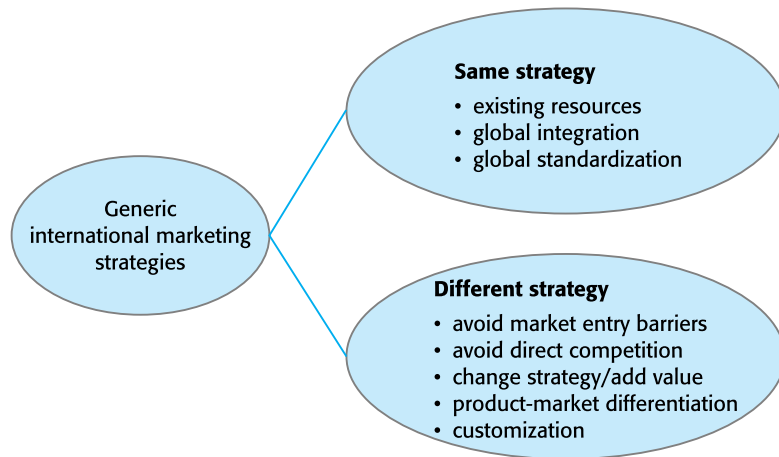 Generic
international marketing
strategies
Same strategy
• existing resources
• global integration
• global standardization
Different strategy
• avoid market entry barriers
• avoid direct competition
• change strategy/add value
• product-market differentiation
• customization